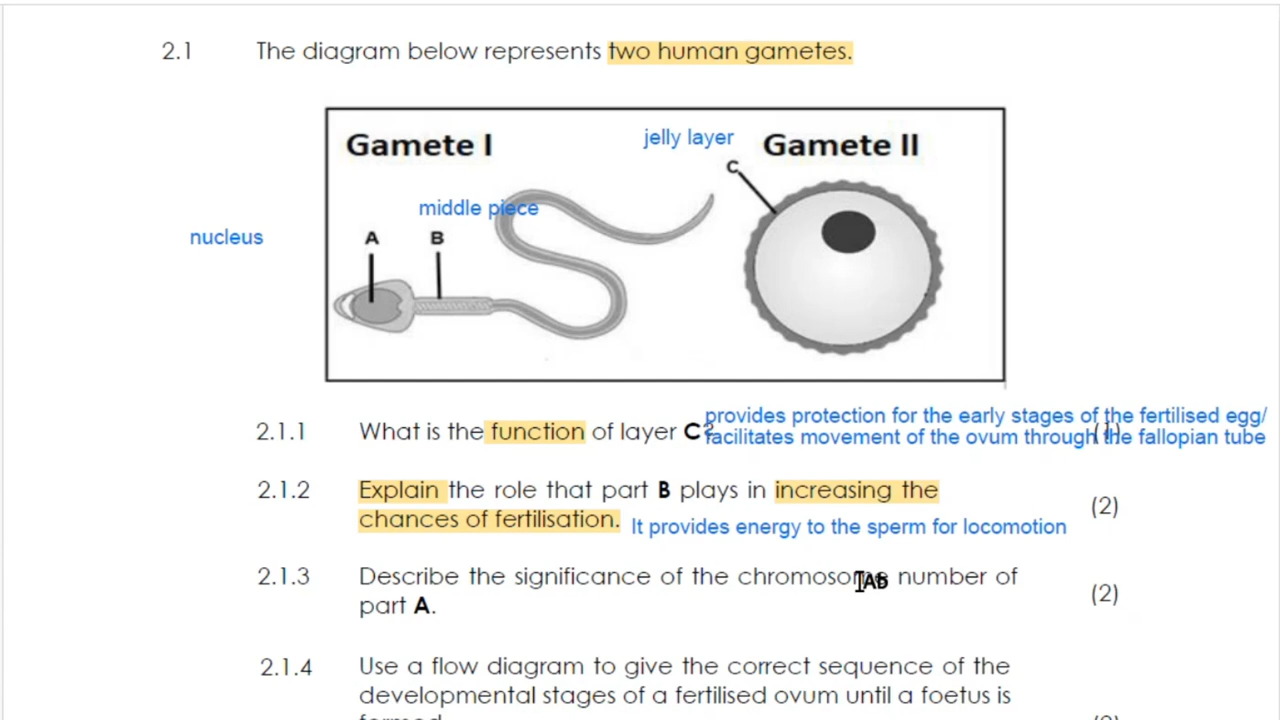 2.1 The diagram below represents two human gametes.
jelly layer
Gamete I Gamete II
C
middle piece
nucleus
A B
provides protection for the early stages of the fertilised egg/
2.1.1 What is the function of layer C? (1)
facilitates movement of the ovum through the fallopian tube
2.1.2 Explain the role that part B plays in increasing the
chances of fertilisation. (2)
It provides energy to the sperm for locomotion
2.1.3 Describe the significance of the chromosome number of
part A. (2)
2.1.4 Use a flow diagram to give the correct sequence of the
developmental stages of a fertilised ovum until a foetus is
formed